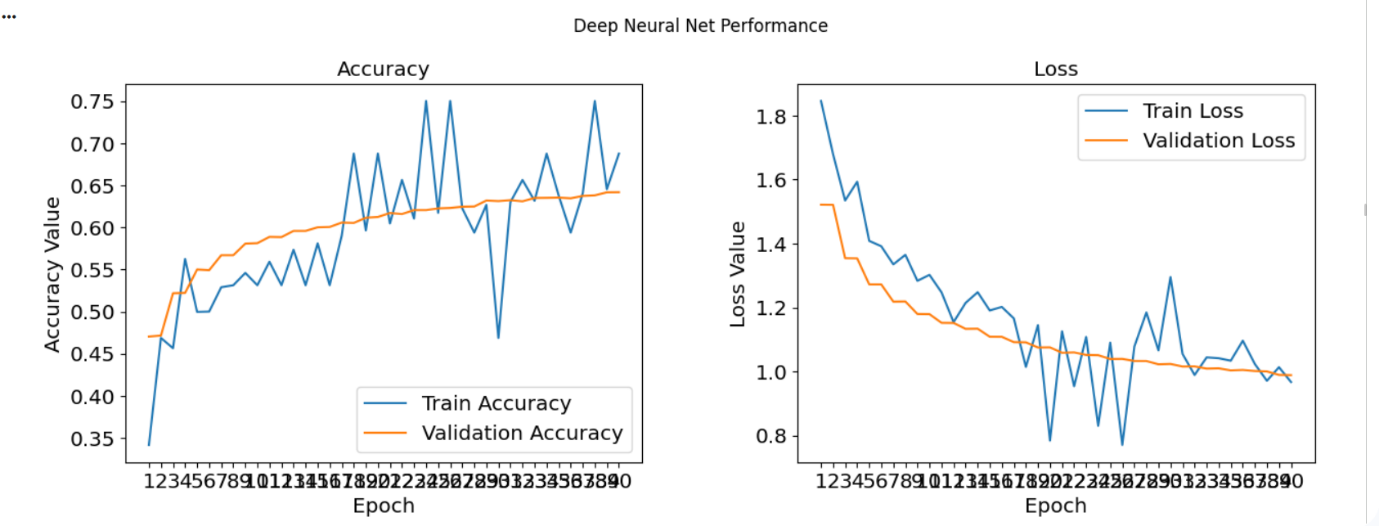 ...
Deep Neural Net Performance
Accuracy
Accuracy Value
0.75
0.70
0.65
0.60
0.55
0.50
0.45
0.40
0.35
Train Accuracy
Validation Accuracy
Epoch
Loss
Loss Value
1.8
1.6
1.4
1.2
1.0
0.8
Train Loss
Validation Loss
Epoch